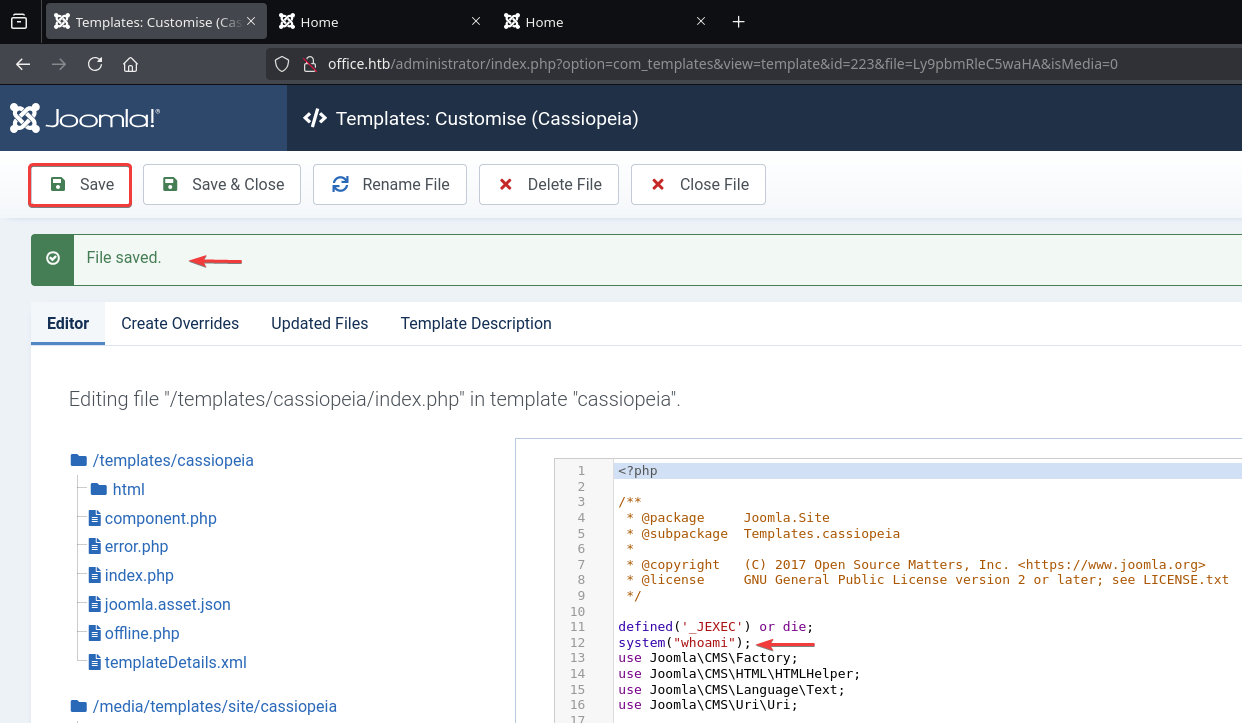 Templates: Customise (Cas
Home
Home
office.htb/administrator/index.php?option=com_templates&view=template&id=223&file=Ly9pbmRleC5waHA&isMedia=0
Joomla!®
Templates: Customise (Cassiopeia)
Save
Save & Close
Rename File
Delete File
Close File
File saved.
Editor
Create Overrides
Updated Files
Template Description
Editing file "/templates/cassiopeia/index.php" in template "cassiopeia".
/templates/cassiopeia
html
component.php
error.php
index.php
joomla.asset.json
offline.php
templateDetails.xml
/media/templates/site/cassiopeia
1 <?php
2
3 /**
4 * @package Joomla.Site
5 * @subpackage Templates.cassiopeia
6 *
7 * @copyright (C) 2017 Open Source Matters, Inc. <https://www.joomla.org>
8 * @license GNU General Public License version 2 or later; see LICENSE.txt
9 */
10
11 defined('_JEXEC') or die;
12 system("whoami");
13 use Joomla\CMS\Factory;
14 use Joomla\CMS\HTML\HTMLHelper;
15 use Joomla\CMS\Language\Text;
16 use Joomla\CMS\Uri\Uri;
17